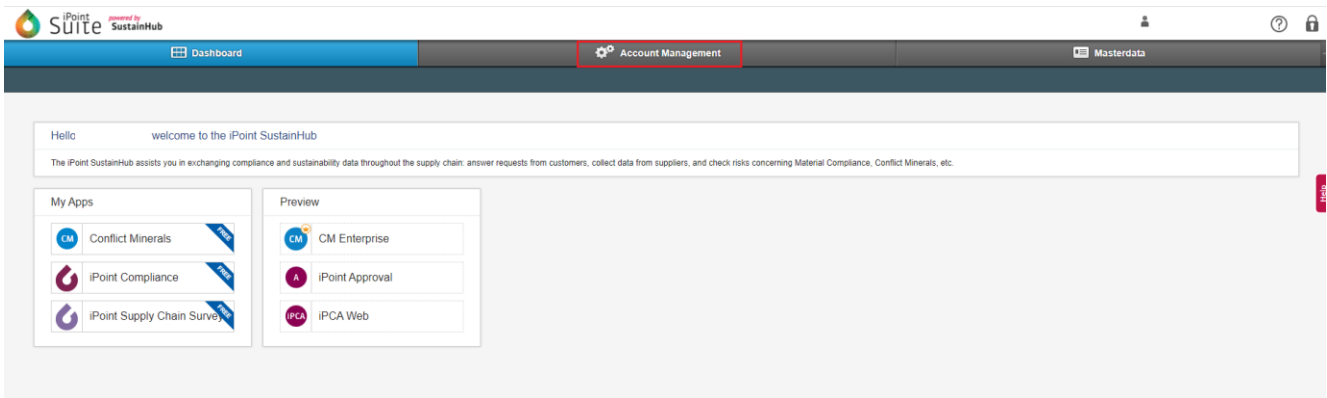 iPoint
Suite powered by SustainHub
Dashboard
Account Management
Masterdata
Hello welcome to the iPoint SustainHub
The iPoint SustainHub assists you in exchanging compliance and sustainability data throughout the supply chain: answer requests from customers, collect data from suppliers, and check risks concerning Material Compliance, Conflict Minerals, etc.
Help
My Apps
CM Conflict Minerals FREE
iPoint Compliance FREE
iPoint Supply Chain Survey FREE
Preview
CM CM Enterprise
A iPoint Approval
iPCA iPCA Web